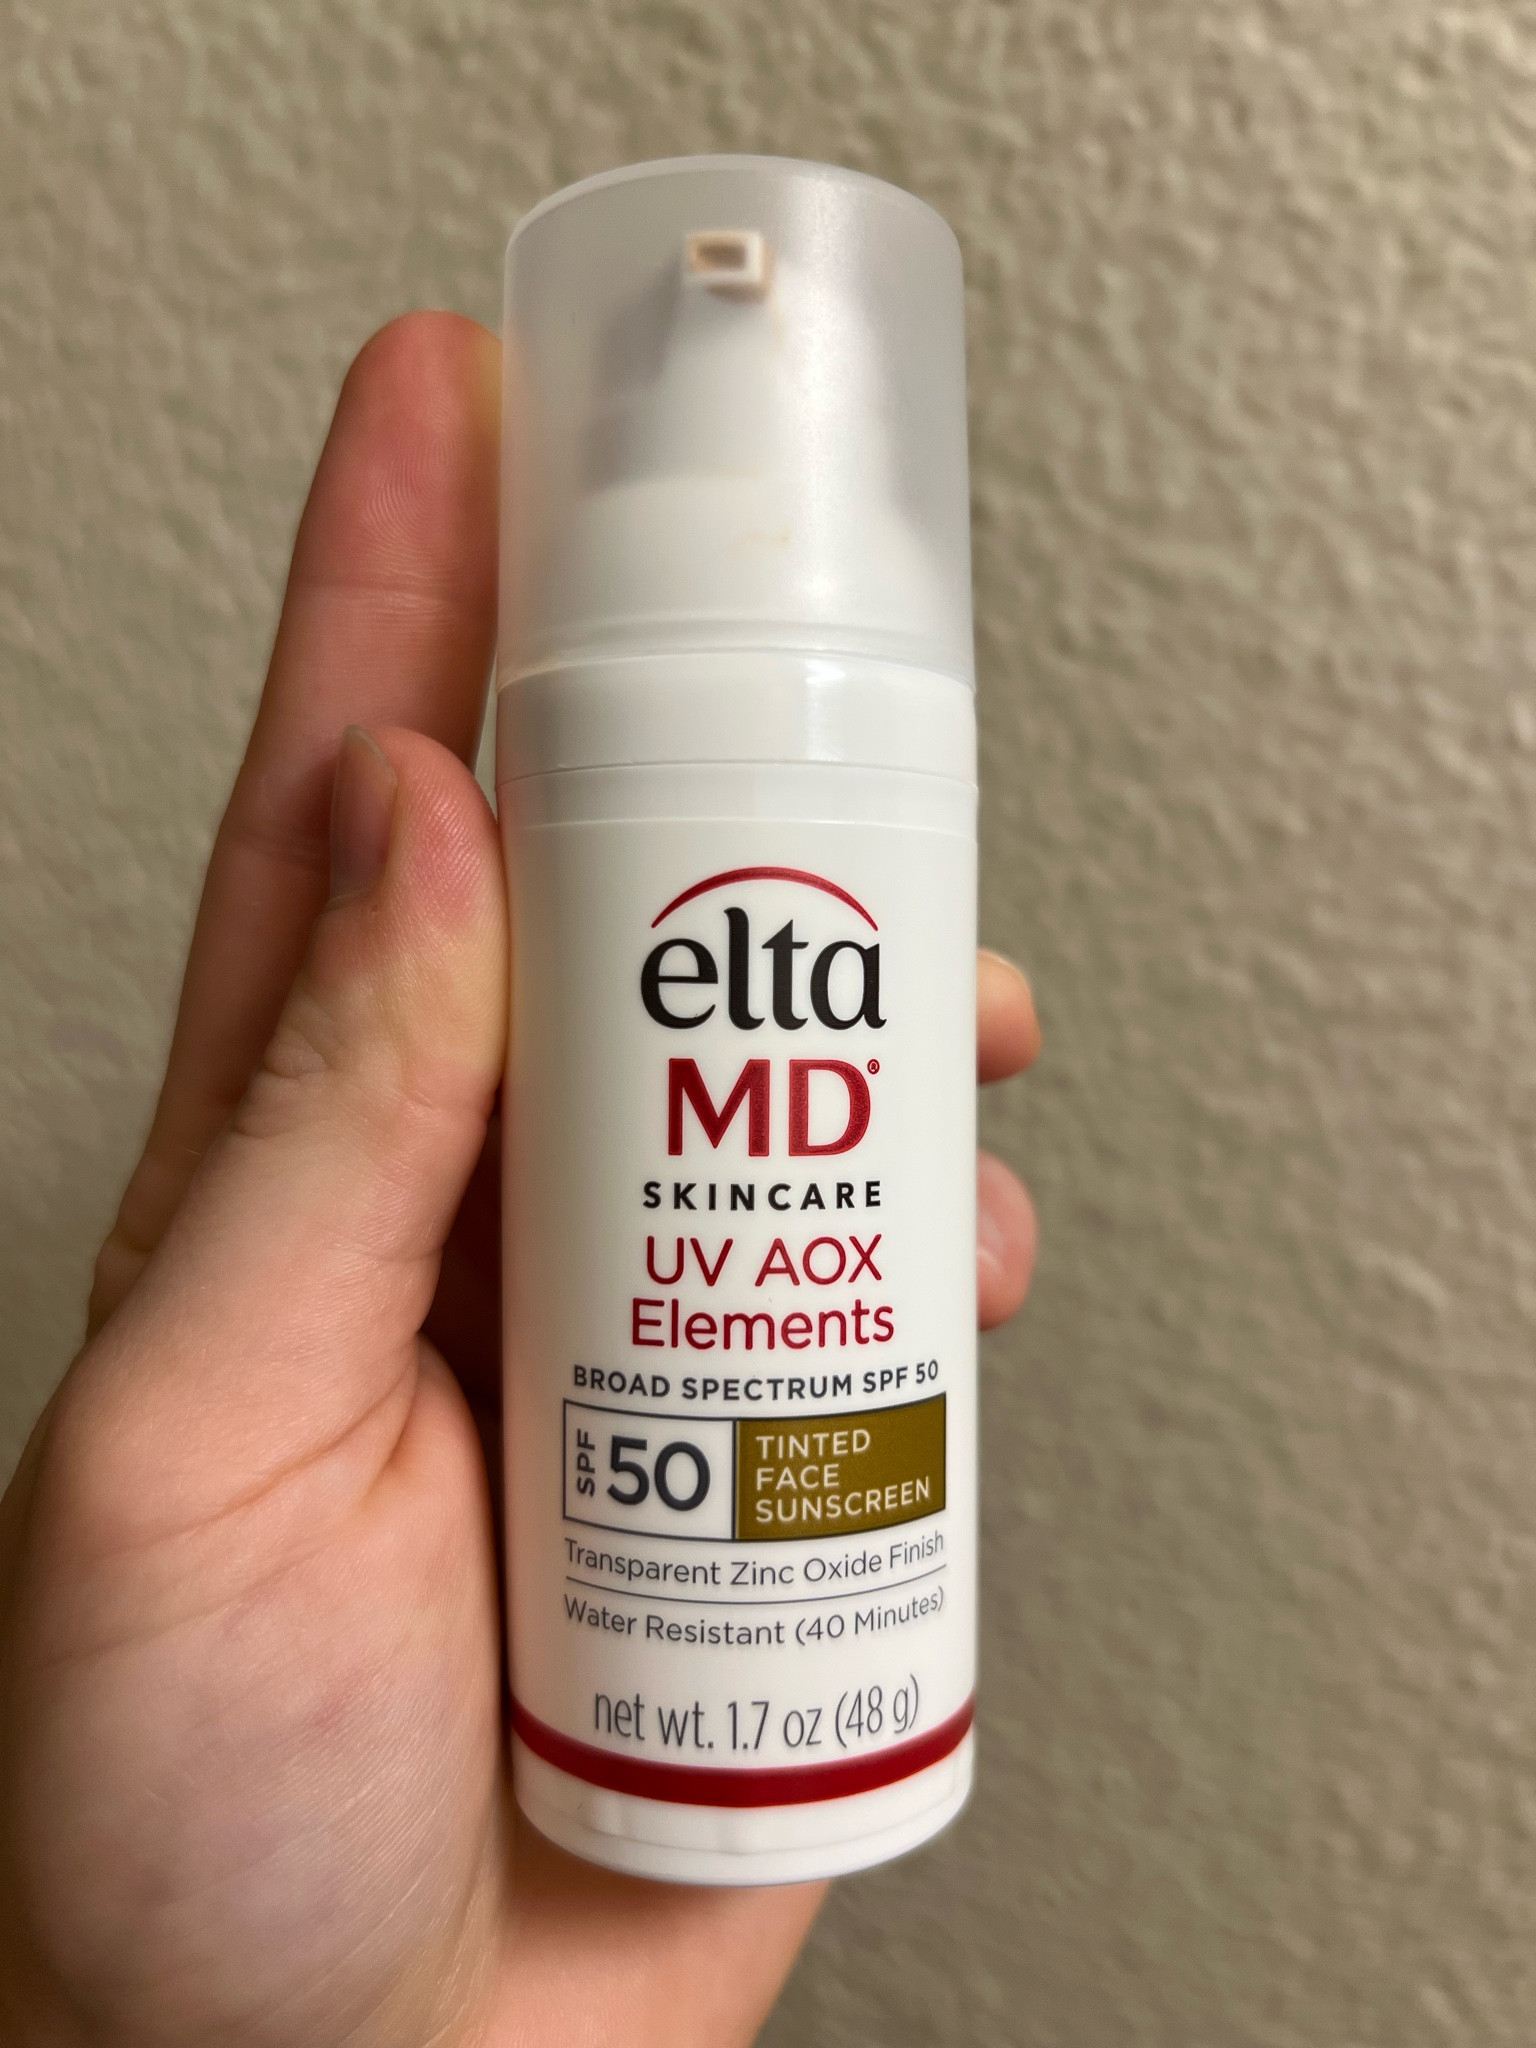 elta
MD®
SKINCARE
UV AOX
Elements
BROAD SPECTRUM SPF 50
SPF 50
TINTED
FACE
SUNSCREEN
Transparent Zinc Oxide Finish
Water Resistant (40 Minutes)
net wt. 1.7 oz (48 g)